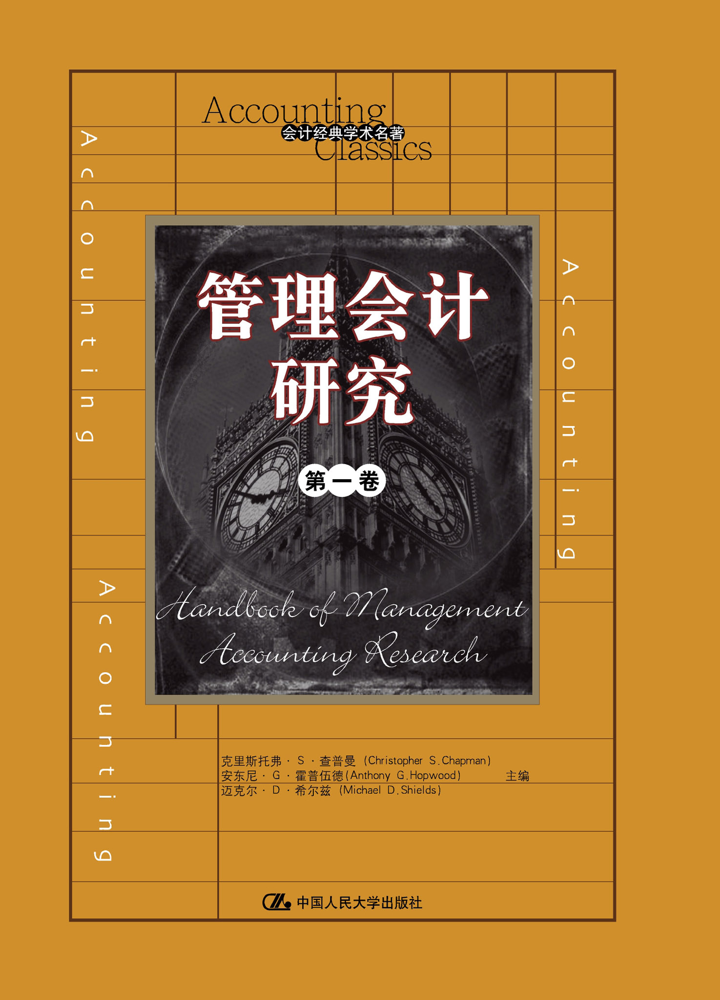 Accounting
会计经典学术名著
Classics
Accounting
Accounting
管理会计
研究
第一卷
Handbook of Management
Accounting Research
Accounting
克里斯托弗·S·查普曼 (Christopher S.Chapman)
安东尼·G·霍普伍德(Anthony G.Hopwood) 主编
迈克尔·D·希尔兹 (Michael D.Shields)
中国人民大学出版社